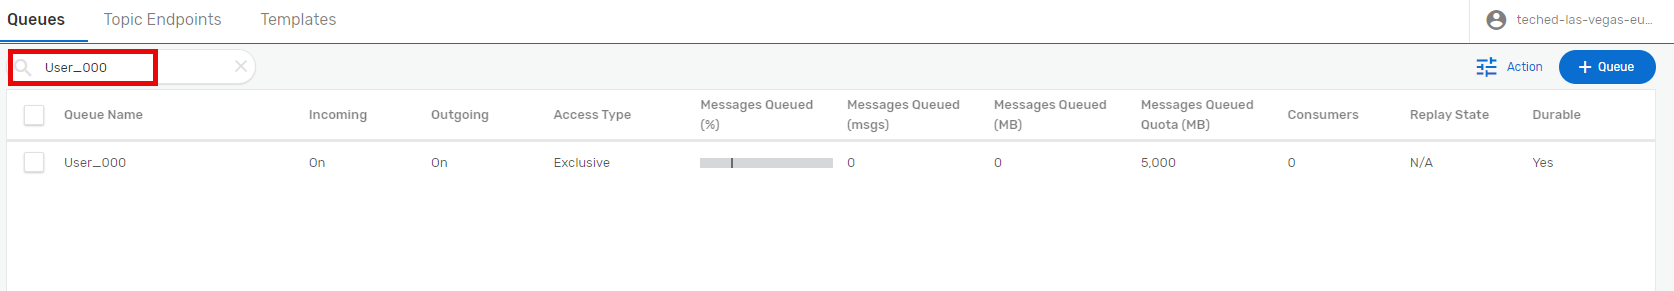 Queues Topic Endpoints Templates teched-las-vegas-eu...
User_000 Action Queue
Queue Name Incoming Outgoing Access Type Messages Queued (%) Messages Queued (msgs) Messages Queued (MB) Messages Queued Quota (MB) Consumers Replay State Durable
User_000 On On Exclusive 0 0 5,000 0 N/A Yes